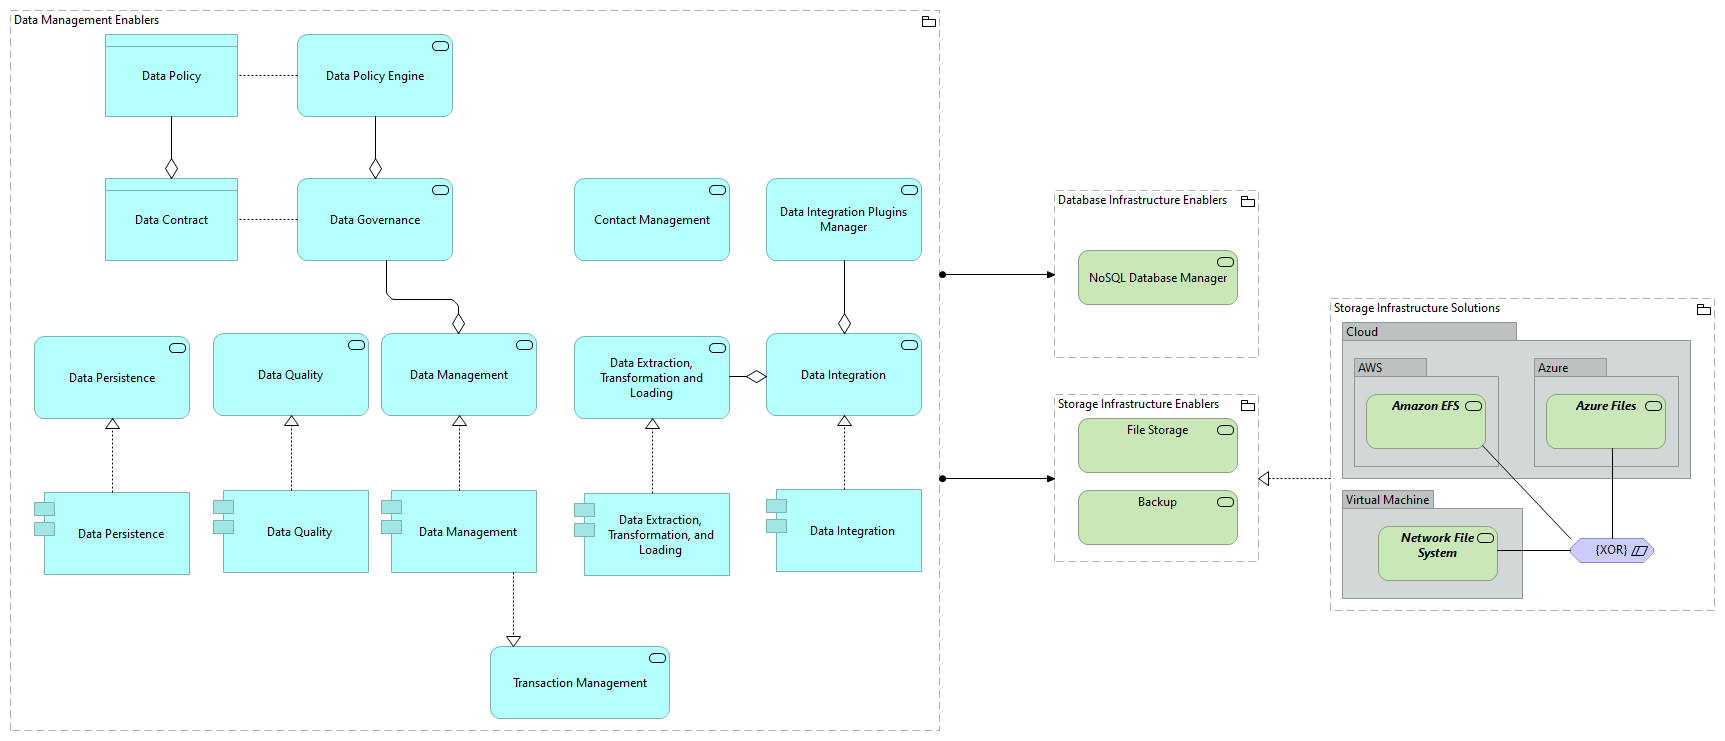 Data Management Enablers
Data Policy
Data Policy Engine
Data Contract
Data Governance
Contact Management
Data Integration Plugins
Manager
Data Persistence
Data Quality
Data Management
Data Extraction,
Transformation and
Loading
Data Integration
Data Persistence
Data Quality
Data Management
Data Extraction,
Transformation, and
Loading
Data Integration
Transaction Management
Database Infrastructure Enablers
NoSQL Database Manager
Storage Infrastructure Enablers
File Storage
Backup
Storage Infrastructure Solutions
Cloud
AWS
Amazon EFS
Azure
Azure Files
Virtual Machine
Network File
System
{XOR}